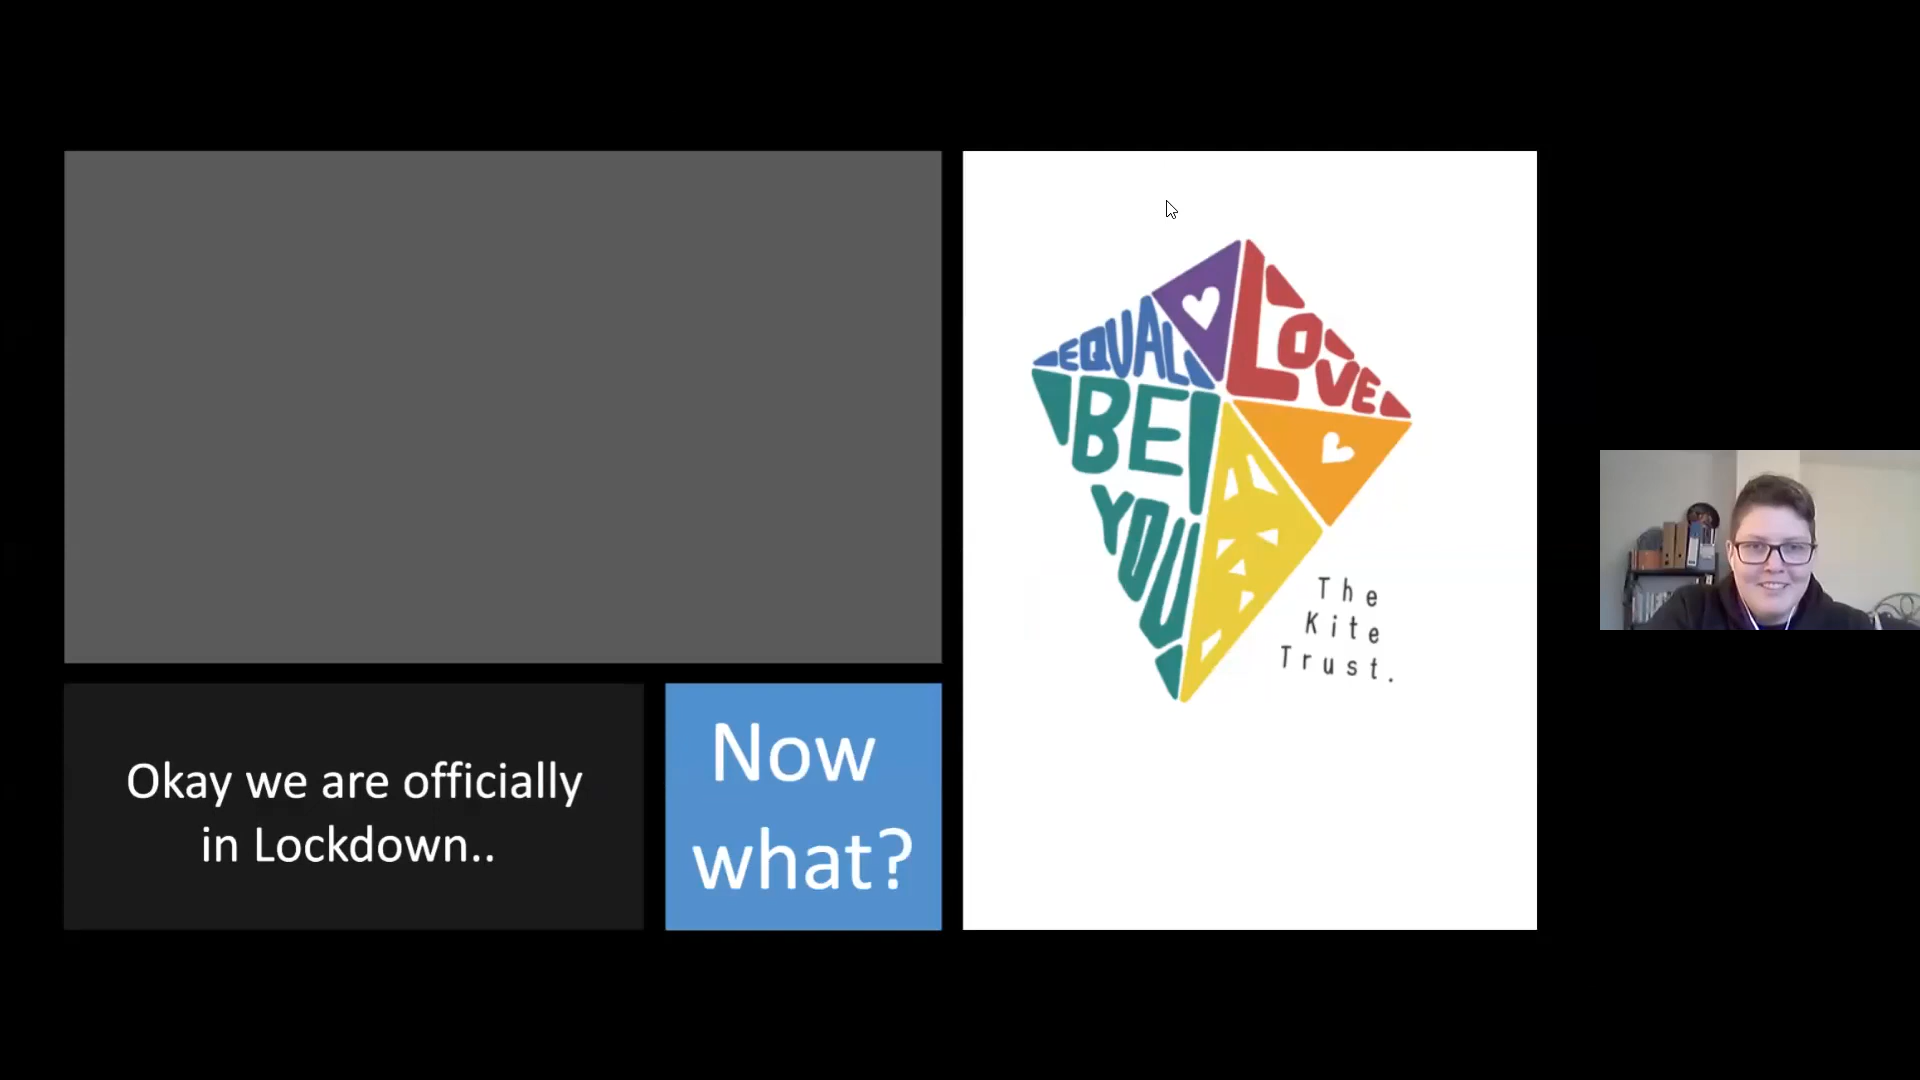 Okay we are officially
in Lockdown..
Now
what?
EQUAL
LOVE
BE
YOU
The
Kite
Trust.